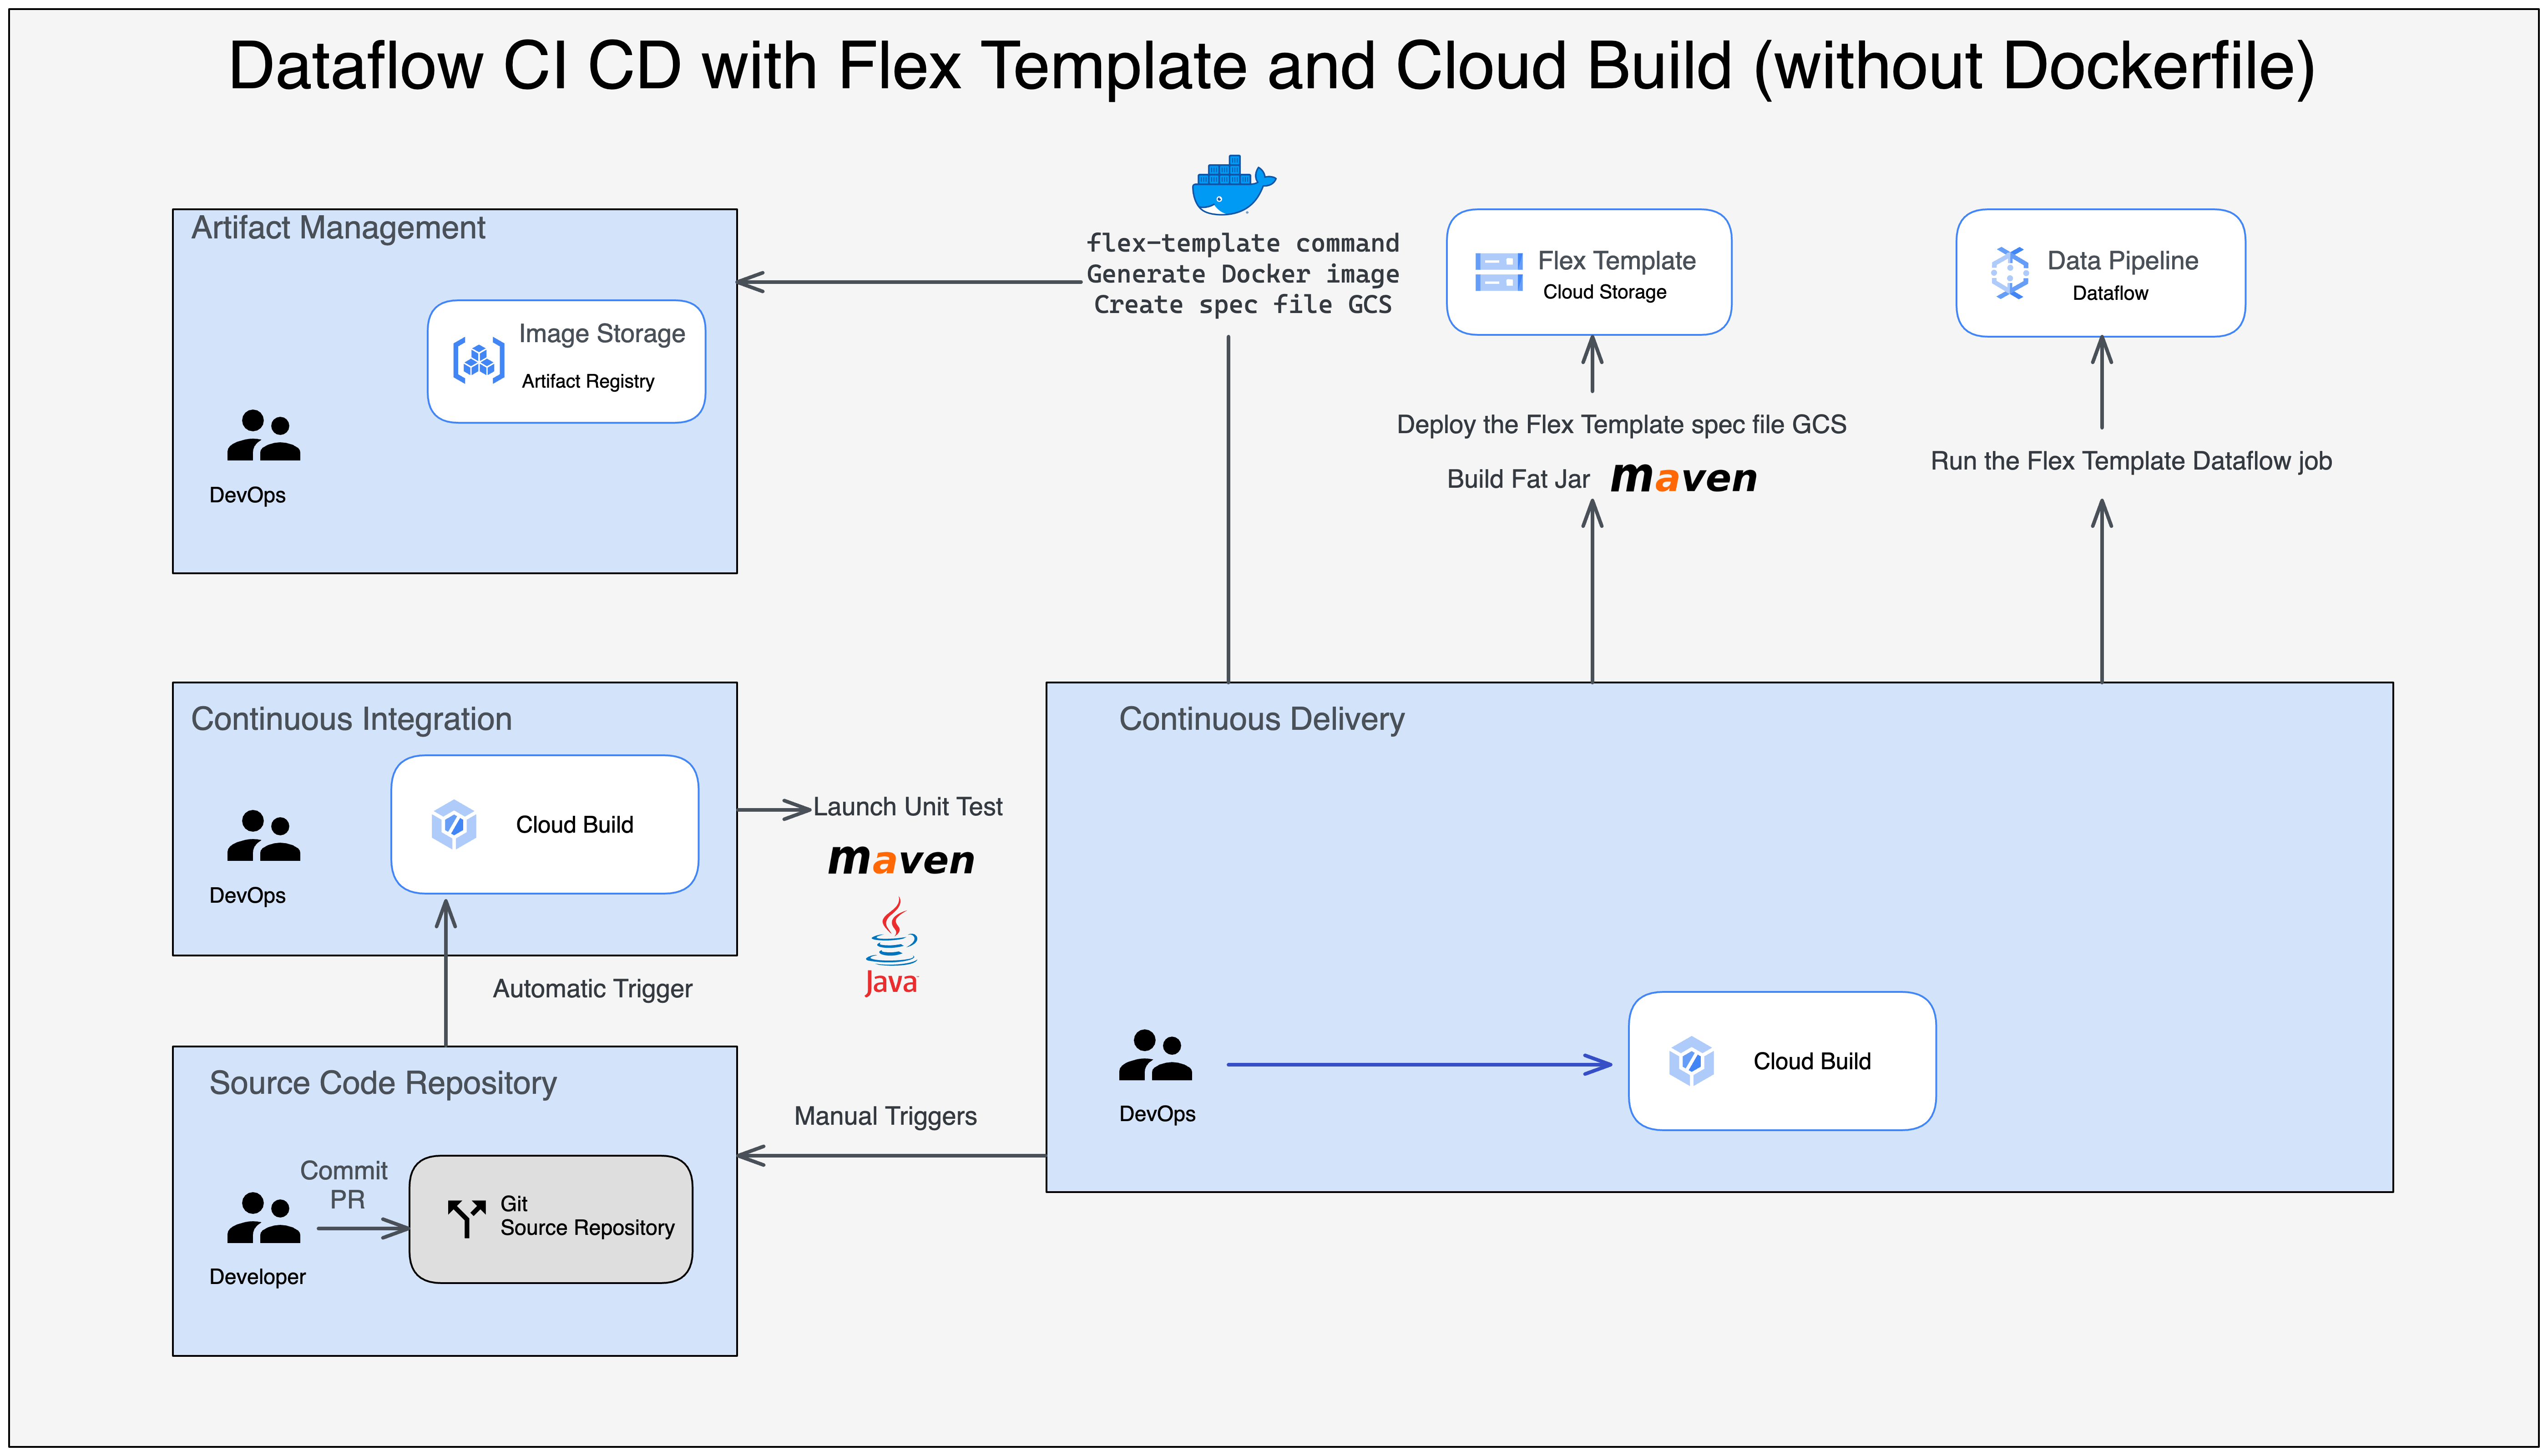 Dataflow CI CD with Flex Template and Cloud Build (without Dockerfile)
Artifact Management
Image Storage
Artifact Registry
DevOps
flex-template command
Generate Docker image
Create spec file GCS
Flex Template
Cloud Storage
Data Pipeline
Dataflow
Deploy the Flex Template spec file GCS
Build Fat Jar maven
Run the Flex Template Dataflow job
Continuous Integration
Cloud Build
DevOps
Launch Unit Test
maven
Java
Automatic Trigger
Continuous Delivery
DevOps
Cloud Build
Manual Triggers
Source Code Repository
Commit
PR
Git
Source Repository
Developer